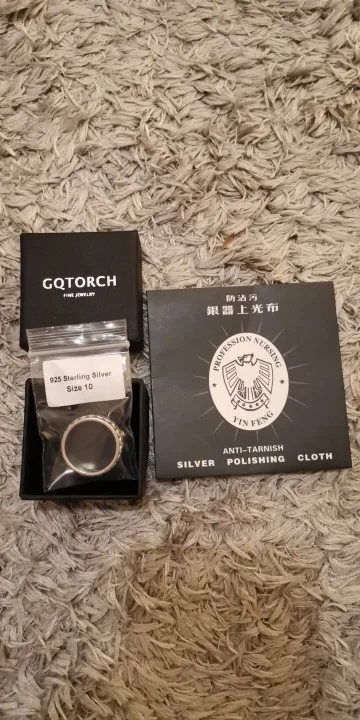 GQTORCH
FINE JEWELRY
925 Sterling Silver
Size 10
防沾污
銀器上光布
PROFESSION NURSING
YIN FENG
ANTI-TARNISH
SILVER POLISHING CLOTH